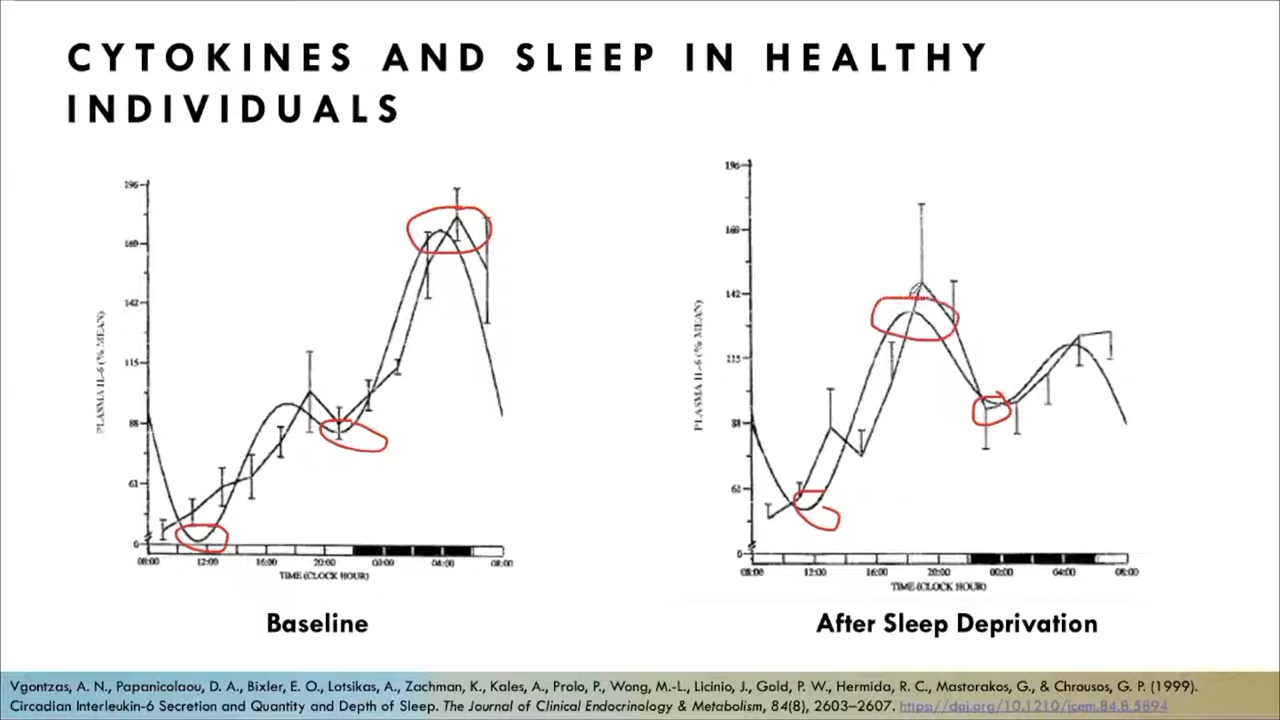 CYTOKINES AND SLEEP IN HEALTHY
INDIVIDUALS
196
169
142
115
88
61
0
PLASMA IL-6 (% MEAN)
08:00 12:00 16:00 20:00 00:00 04:00 08:00
TIME (CLOCK HOUR)
Baseline
196
169
142
115
88
61
0
PLASMA IL-6 (% MEAN)
08:00 12:00 16:00 20:00 00:00 04:00 08:00
TIME (CLOCK HOUR)
After Sleep Deprivation
Vgontzas, A. N., Papanicolaou, D. A., Bixler, E. O., Lotsikas, A., Zachman, K., Kales, A., Prolo, P., Wong, M.-L., Licinio, J., Gold, P. W., Hermida, R. C., Mastorakos, G., & Chrousos, G. P. (1999).
Circadian Interleukin-6 Secretion and Quantity and Depth of Sleep. The Journal of Clinical Endocrinology & Metabolism, 84(8), 2603–2607. https://doi.org/10.1210/jcem.84.8.5894